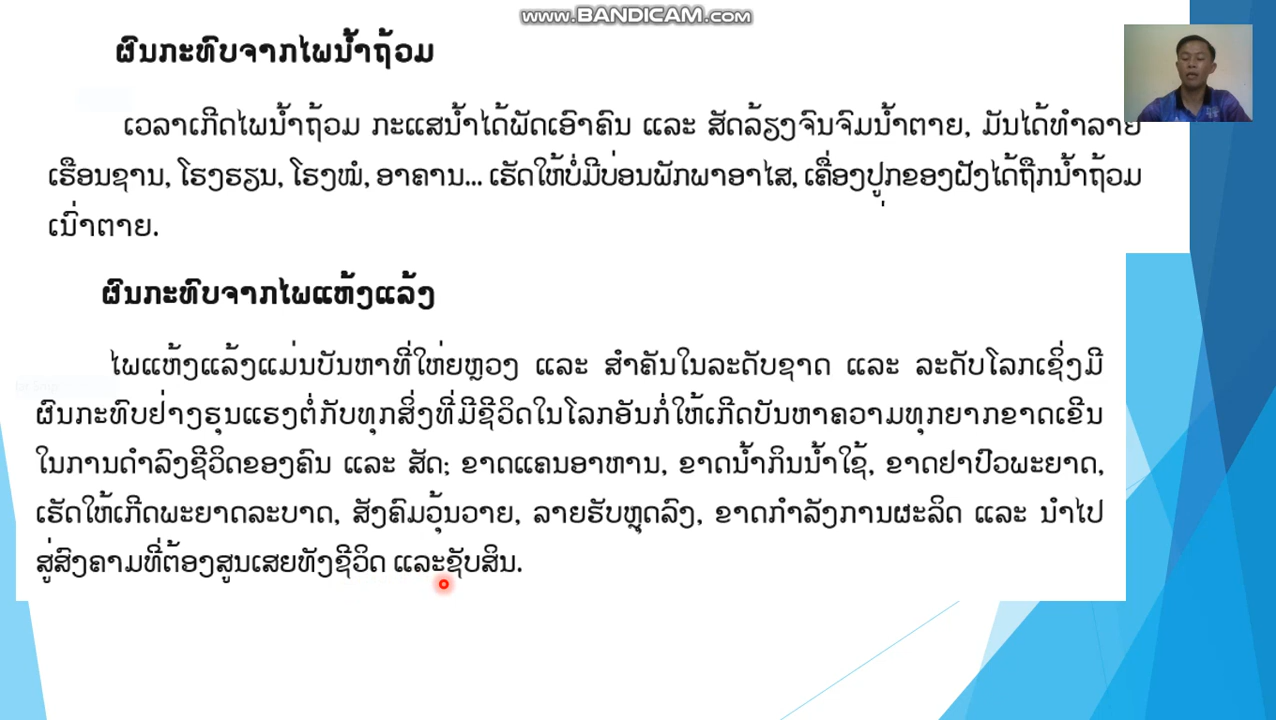 www.BANDICAM.com
ຜົນກະທົບຈາກໄພນ້ຳຖ້ວມ
ເວລາເກີດໄພນ້ຳຖ້ວມ ກະແສນ້ຳໄດ້ພັດເອົາຄົນ ແລະ ສັດລ້ຽງຈົນຈົມນ້ຳຕາຍ, ມັນໄດ້ທຳລາຍ
ເຮືອນຊານ, ໂຮງຮຽນ, ໂຮງໝໍ, ອາຄານ... ເຮັດໃຫ້ບໍ່ມີບ່ອນພັກພາອາໄສ, ເຄື່ອງປູກຂອງຝັງໄດ້ຖືກນ້ຳຖ້ວມ
ເນົ່າຕາຍ.
ຜົນກະທົບຈາກໄພແຫ້ງແລ້ງ
ໄພແຫ້ງແລ້ງແມ່ນບັນຫາທີ່ໃຫ່ຍຫຼວງ ແລະ ສຳຄັນໃນລະດັບຊາດ ແລະ ລະດັບໂລກເຊິ່ງມີ
ຜົນກະທົບຢ່າງຮຸນແຮງຕໍ່ກັບທຸກສິ່ງທີ່ມີຊີວິດໃນໂລກອັນກໍ່ໃຫ້ເກີດບັນຫາຄວາມທຸກຍາກຂາດເຂີນ
ໃນການດຳລົງຊີວິດຂອງຄົນ ແລະ ສັດ; ຂາດແຄນອາຫານ, ຂາດນ້ຳກິນນ້ຳໃຊ້, ຂາດຢາປົວພະຍາດ,
ເຮັດໃຫ້ເກີດພະຍາດລະບາດ, ສັງຄົມວຸ້ນວາຍ, ລາຍຮັບຫຼຸດລົງ, ຂາດກຳລັງການຜະລິດ ແລະ ນຳໄປ
ສູ່ສົງຄາມທີ່ຕ້ອງສູນເສຍທັງຊີວິດ ແລະຊັບສິນ.